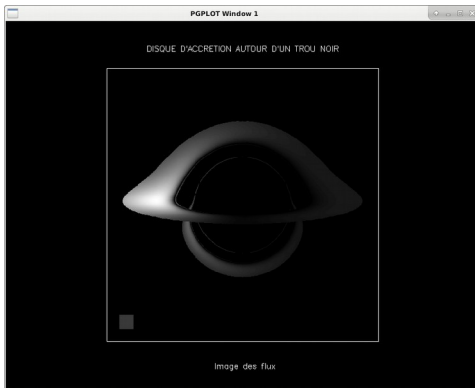 PGPLOT Window 1
DISQUE D'ACCRETION AUTOUR D'UN TROU NOIR
Image des flux